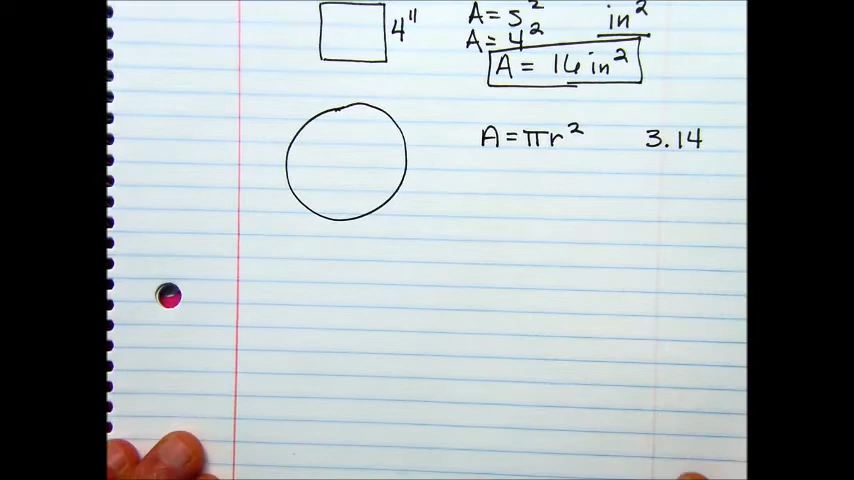 4" A = s² in²
A = 4²
A = 16 in²
A = πr² 3.14